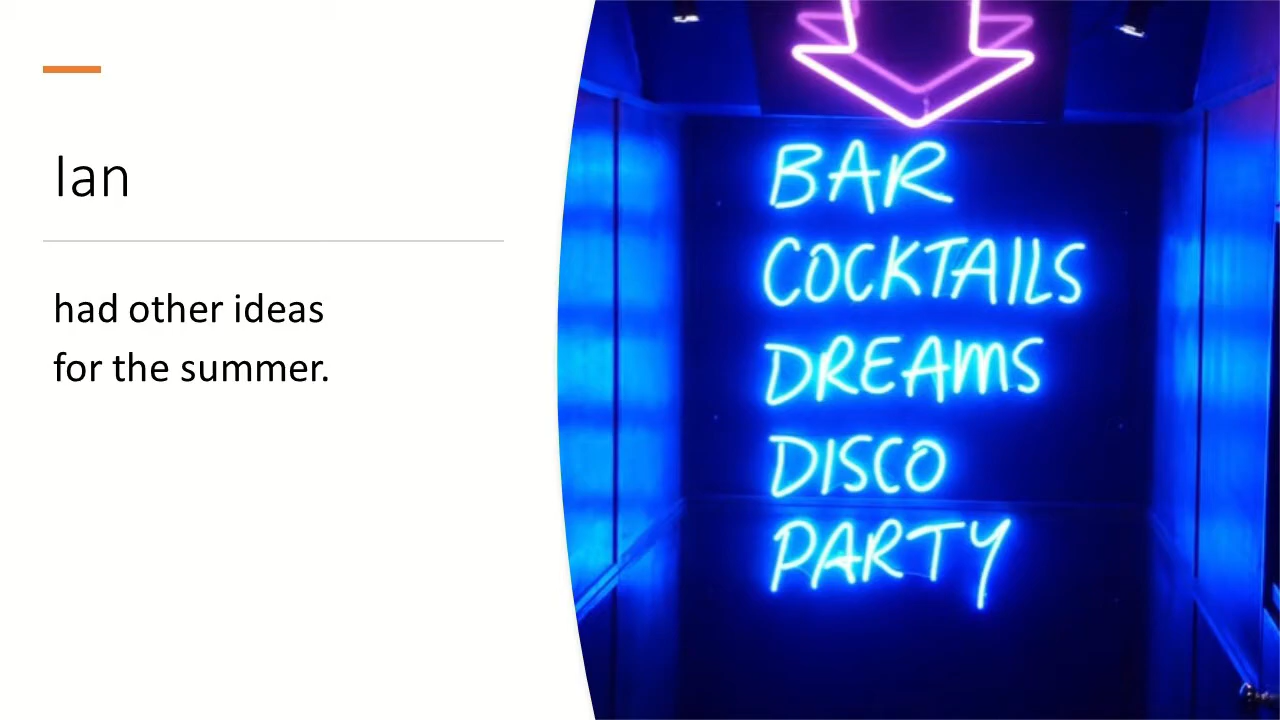 Ian
had other ideas
for the summer.
BAR
COCKTAILS
DREAMS
DISCO
PARTY